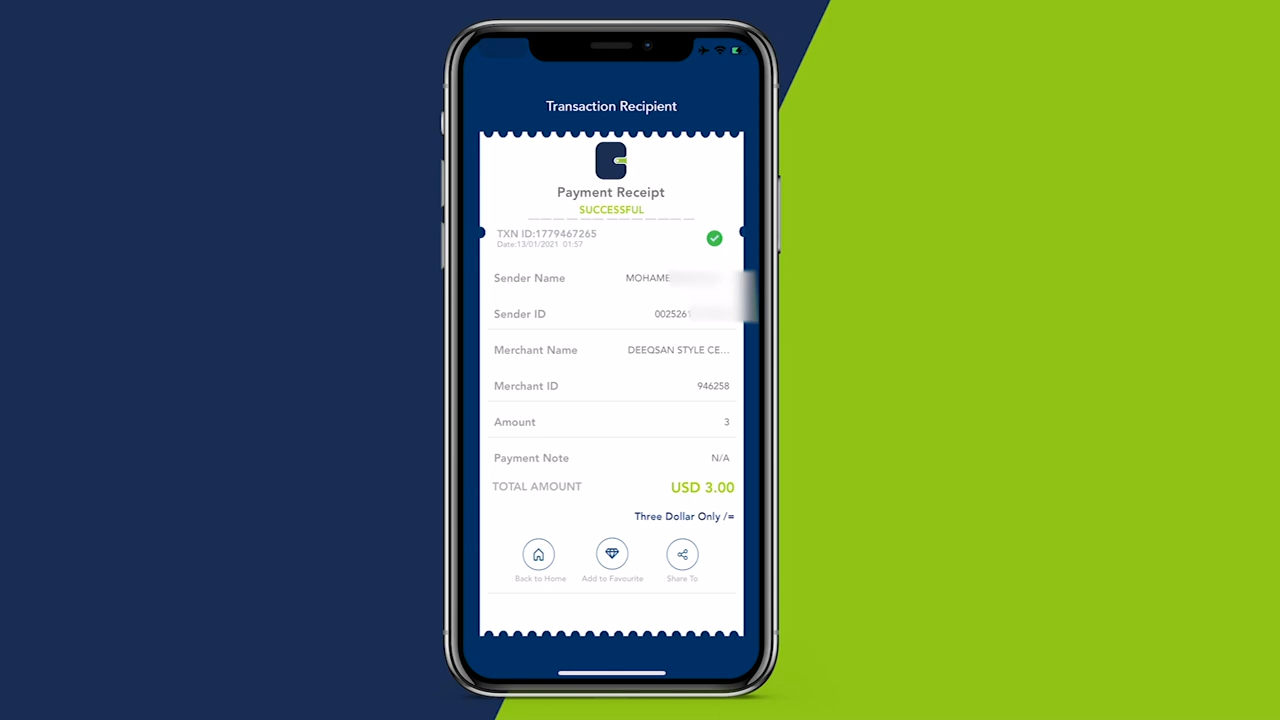 Transaction Recipient
Payment Receipt
SUCCESSFUL
TXN ID:1779467265
Date:13/01/2021 01:57
Sender Name MOHAME
Sender ID 0025261
Merchant Name DEEQSAN STYLE CE...
Merchant ID 946258
Amount 3
Payment Note N/A
TOTAL AMOUNT USD 3.00
Three Dollar Only /=
Back to Home Add to Favourite Share To